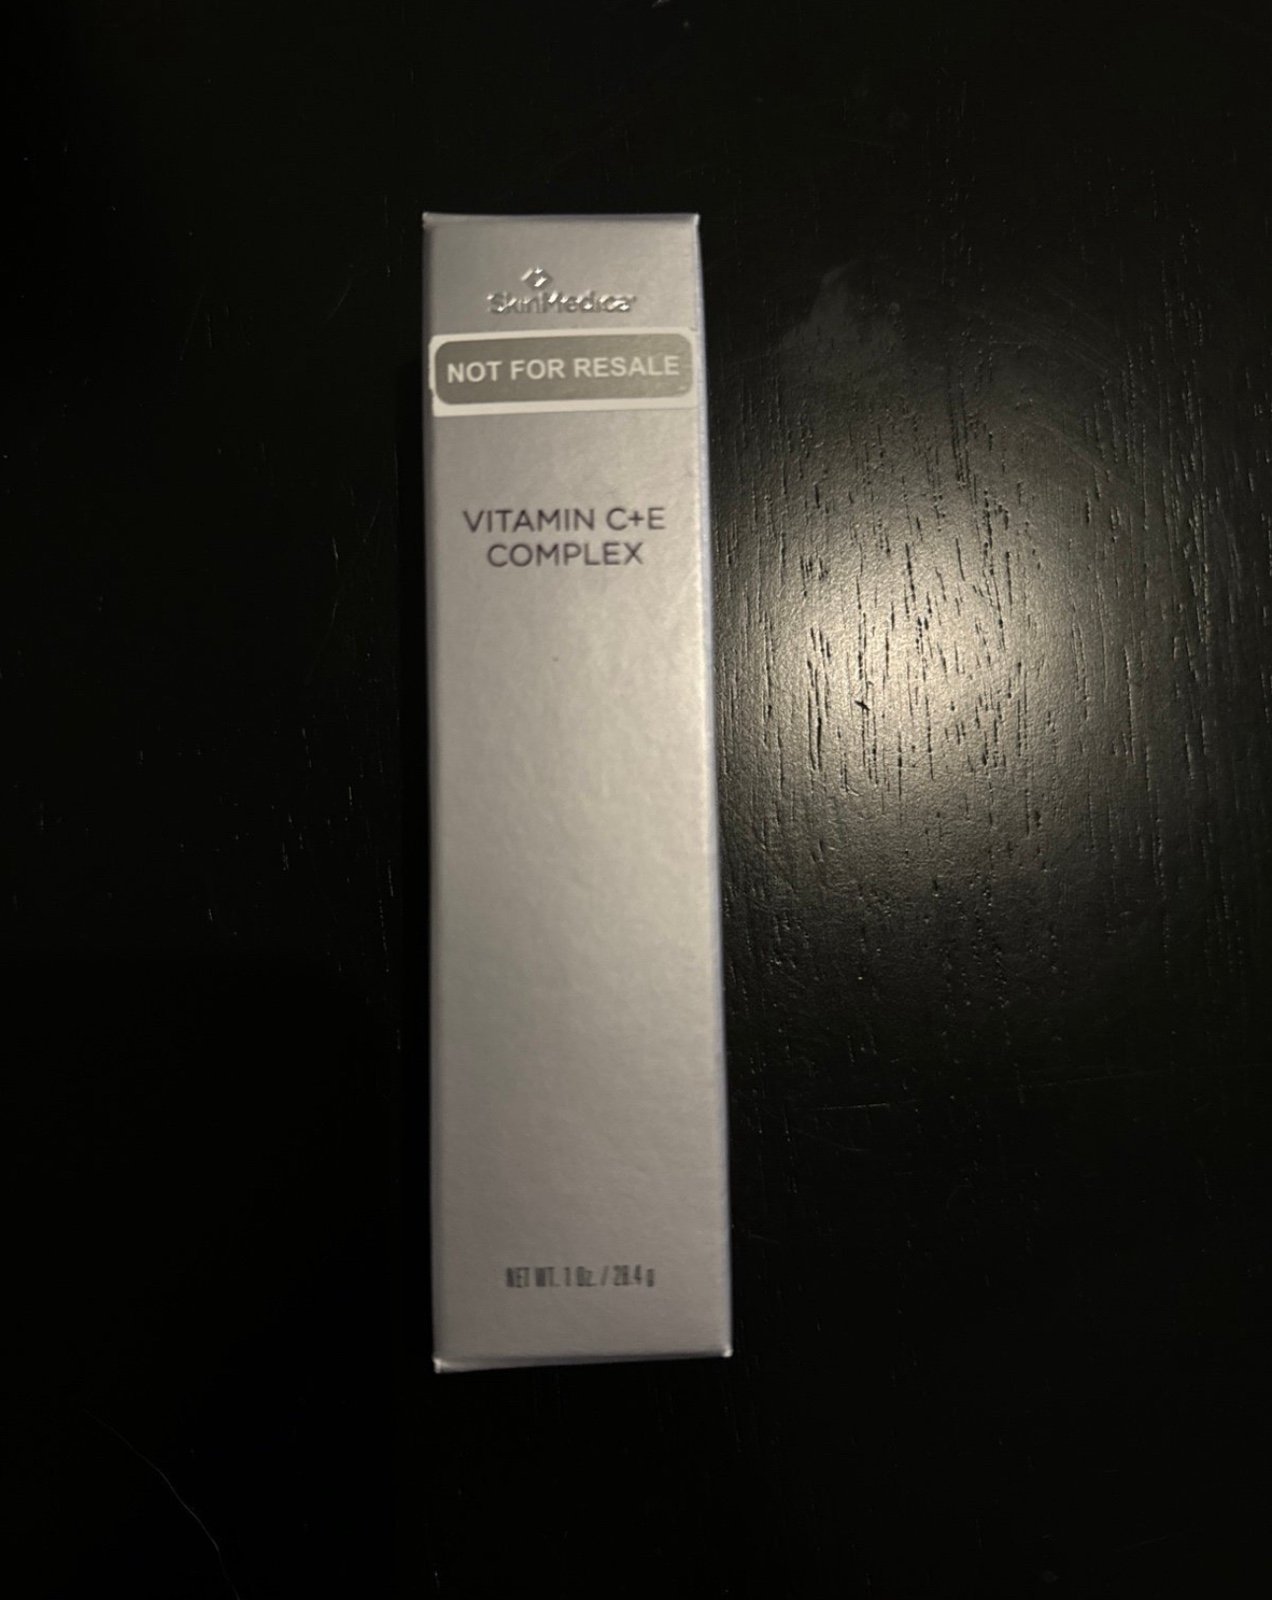 SkinMedica
NOT FOR RESALE
VITAMIN C+E
COMPLEX
NET WT. 1 Oz. / 28.4 g